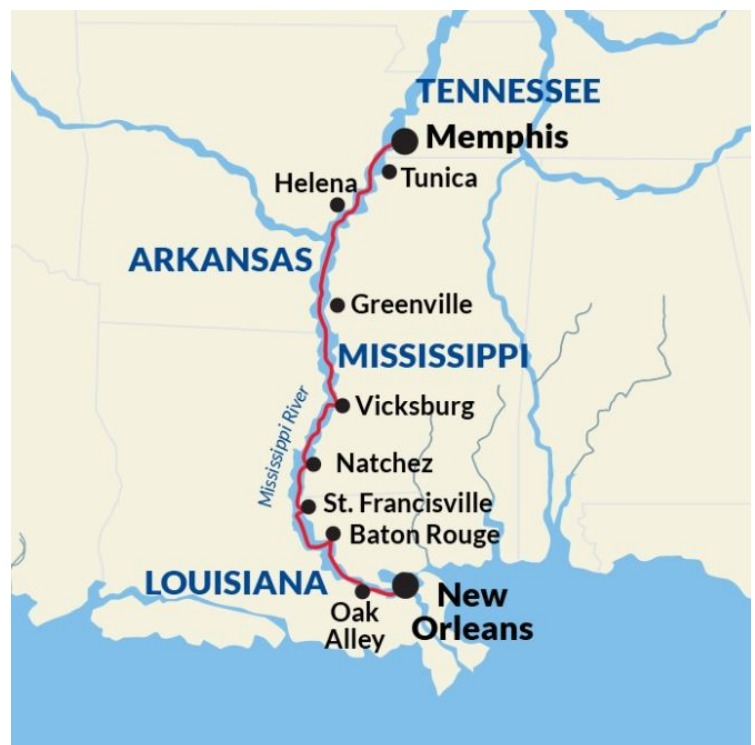 TENNESSEE
Memphis
Tunica
Helena
ARKANSAS
Greenville
MISSISSIPPI
Vicksburg
Mississippi River
Natchez
St. Francisville
Baton Rouge
LOUISIANA
New
Orleans
Oak
Alley